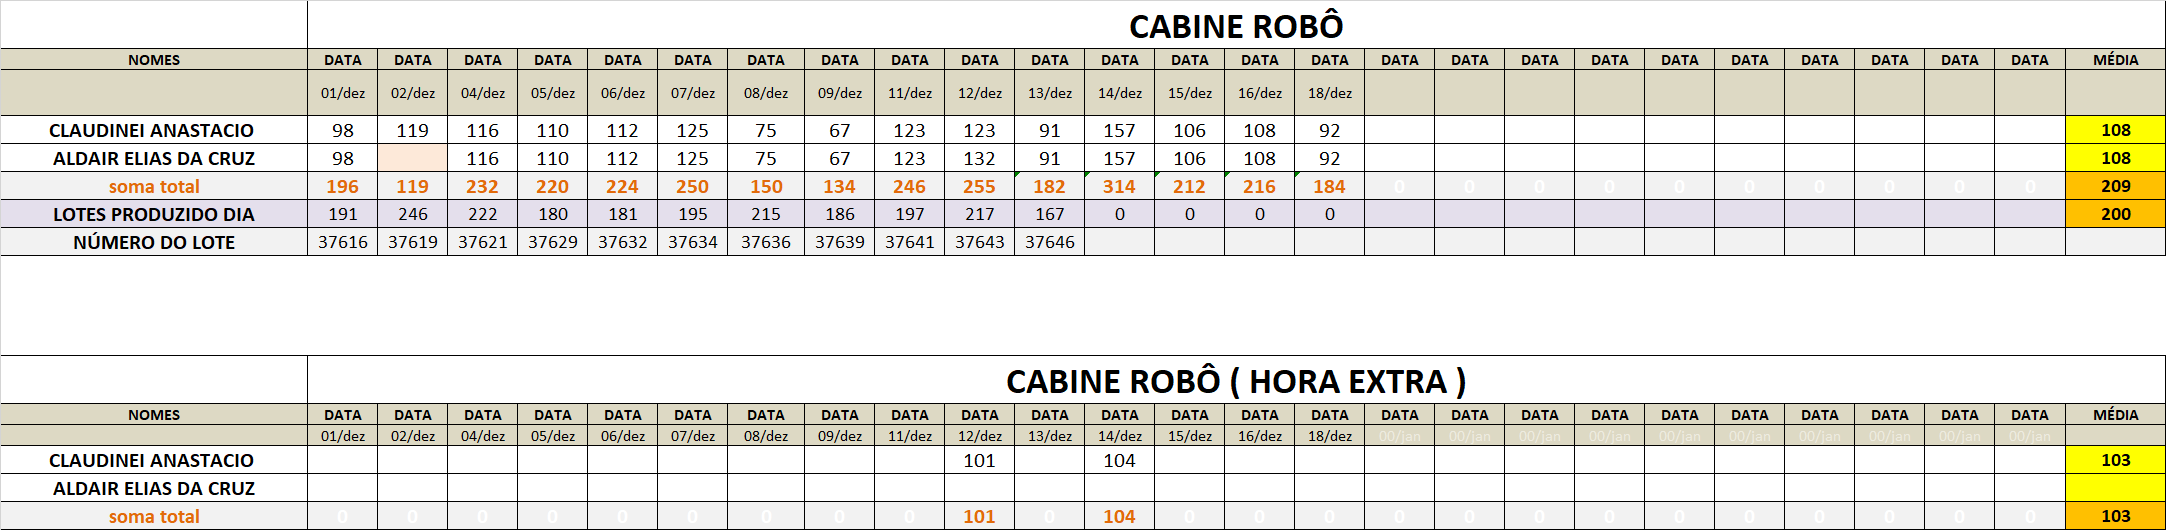 CABINE ROBÔ
NOMES DATA DATA DATA DATA DATA DATA DATA DATA DATA DATA DATA DATA DATA DATA DATA DATA DATA DATA DATA DATA DATA DATA DATA DATA DATA MÉDIA
01/dez 02/dez 04/dez 05/dez 06/dez 07/dez 08/dez 09/dez 11/dez 12/dez 13/dez 14/dez 15/dez 16/dez 18/dez
CLAUDINEI ANASTACIO 98 119 116 110 112 125 75 67 123 123 91 157 106 108 92 108
ALDAIR ELIAS DA CRUZ 98 116 110 112 125 75 67 123 132 91 157 106 108 92 108
soma total 196 119 232 220 224 250 150 134 246 255 182 314 212 216 184 0 0 0 0 0 0 0 0 0 0 209
LOTES PRODUZIDO DIA 191 246 222 180 181 195 215 186 197 217 167 0 0 0 0 200
NÚMERO DO LOTE 37616 37619 37621 37629 37632 37634 37636 37639 37641 37643 37646
CABINE ROBÔ ( HORA EXTRA )
NOMES DATA DATA DATA DATA DATA DATA DATA DATA DATA DATA DATA DATA DATA DATA DATA DATA DATA DATA DATA DATA DATA DATA DATA DATA DATA MÉDIA
01/dez 02/dez 04/dez 05/dez 06/dez 07/dez 08/dez 09/dez 11/dez 12/dez 13/dez 14/dez 15/dez 16/dez 18/dez 00/jan 00/jan 00/jan 00/jan 00/jan 00/jan 00/jan 00/jan 00/jan 00/jan
CLAUDINEI ANASTACIO 101 104 103
ALDAIR ELIAS DA CRUZ
soma total 0 0 0 0 0 0 0 0 0 101 0 104 0 0 0 0 0 0 0 0 0 0 0 0 0 103